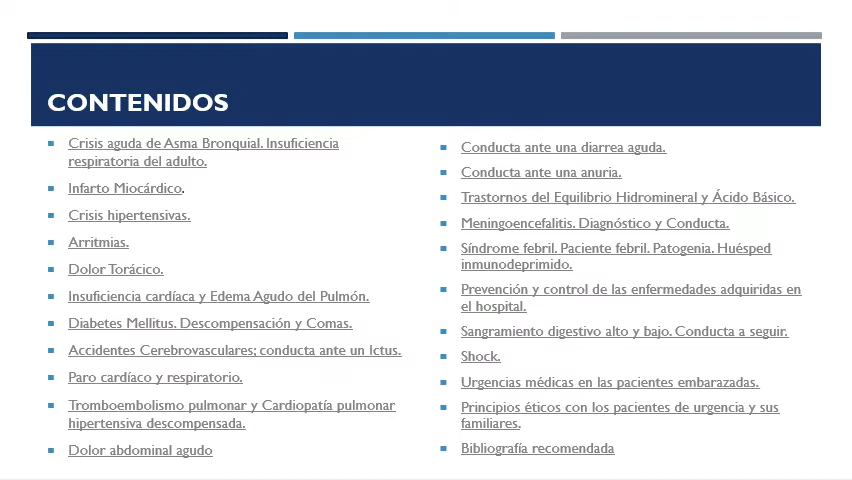 CONTENIDOS
Crisis aguda de Asma Bronquial. Insuficiencia
respiratoria del adulto.
Infarto Miocárdico.
Crisis hipertensivas.
Arritmias.
Dolor Torácico.
Insuficiencia cardíaca y Edema Agudo del Pulmón.
Diabetes Mellitus. Descompensación y Comas.
Accidentes Cerebrovasculares; conducta ante un Ictus.
Paro cardíaco y respiratorio.
Tromboembolismo pulmonar y Cardiopatía pulmonar
hipertensiva descompensada.
Dolor abdominal agudo
Conducta ante una diarrea aguda.
Conducta ante una anuria.
Trastornos del Equilibrio Hidromineral y Ácido Básico.
Meningoencefalitis. Diagnóstico y Conducta.
Síndrome febril. Paciente febril. Patogenia. Huésped
inmunodeprimido.
Prevención y control de las enfermedades adquiridas en
el hospital.
Sangramiento digestivo alto y bajo. Conducta a seguir.
Shock.
Urgencias médicas en las pacientes embarazadas.
Principios éticos con los pacientes de urgencia y sus
familiares.
Bibliografía recomendada